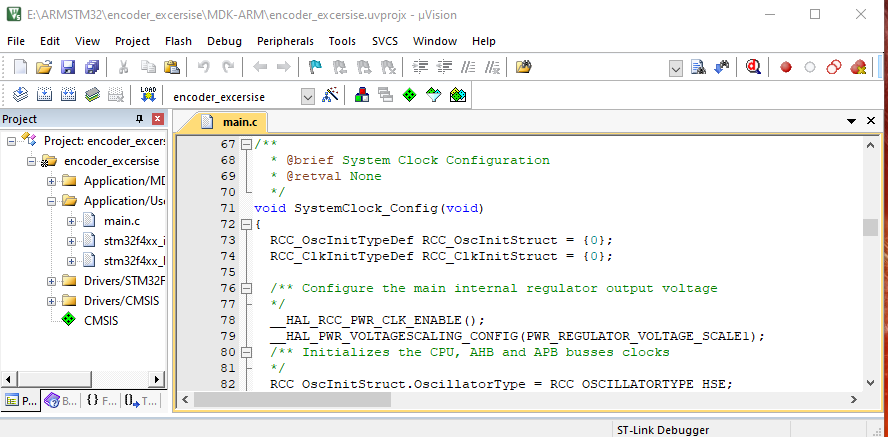 E:\ARMSTM32\encoder_excersise\MDK-ARM\encoder_excersise.uvprojx - µVision
File Edit View Project Flash Debug Peripherals Tools SVCS Window Help
LOAD
encoder_excersise
Project
main.c
Project: encoder_excer
encoder_excersise
Application/MD
Application/Use
main.c
stm32f4xx_i
stm32f4xx_
Drivers/STM32F
Drivers/CMSIS
CMSIS
P... B... {} F... T...
67 /**
68 * @brief System Clock Configuration
69 * @retval None
70 */
71 void SystemClock_Config(void)
72 {
73 RCC_OscInitTypeDef RCC_OscInitStruct = {0};
74 RCC_ClkInitTypeDef RCC_ClkInitStruct = {0};
75
76 /** Configure the main internal regulator output voltage
77 */
78 __HAL_RCC_PWR_CLK_ENABLE();
79 __HAL_PWR_VOLTAGESCALING_CONFIG(PWR_REGULATOR_VOLTAGE_SCALE1);
80 /** Initializes the CPU, AHB and APB busses clocks
81 */
82 RCC_OscInitStruct.OscillatorType = RCC_OSCILLATORTYPE_HSE;
ST-Link Debugger